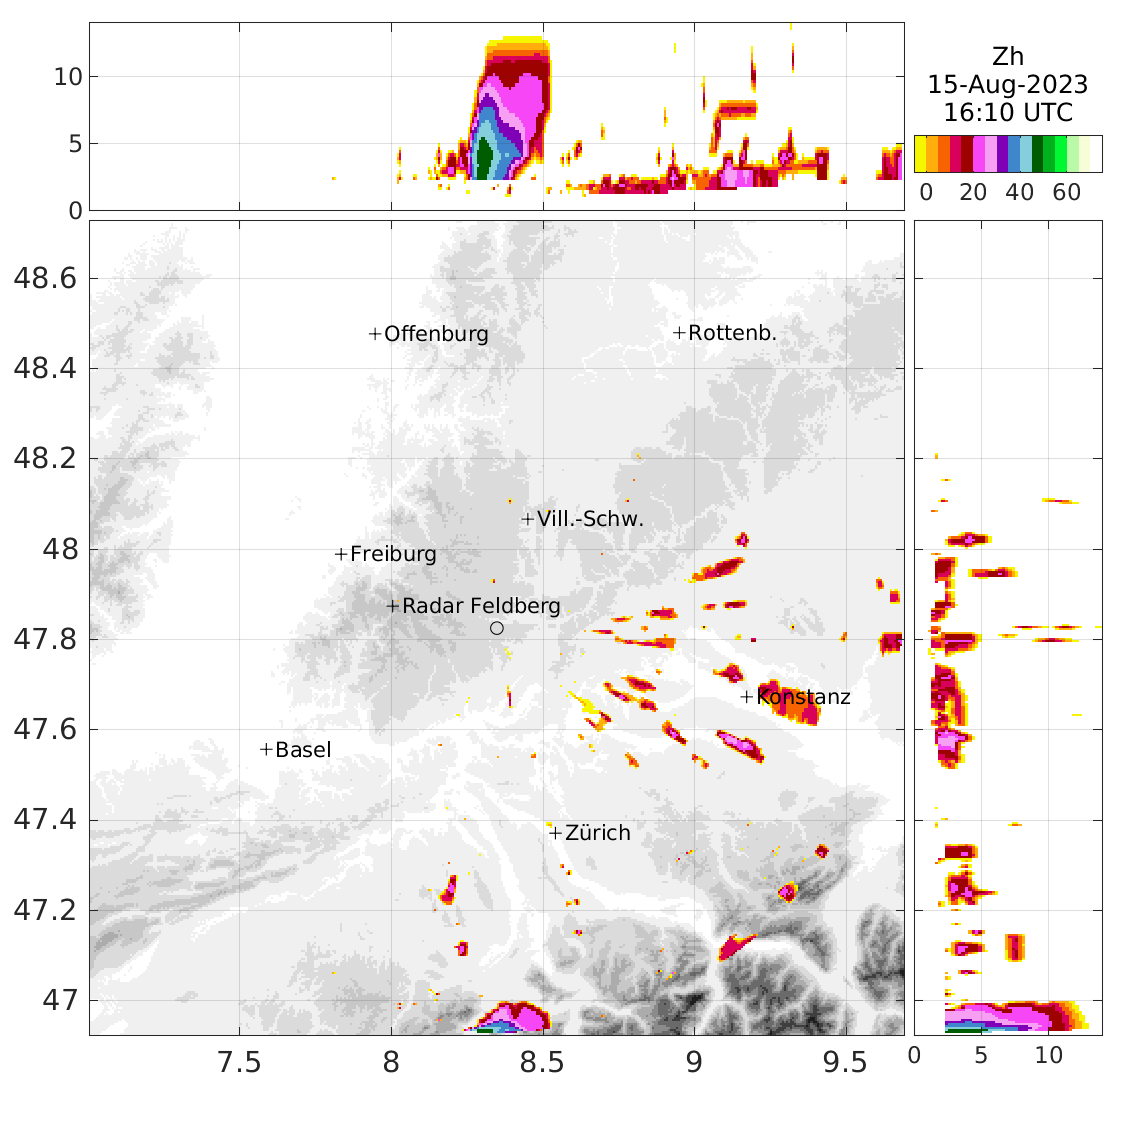 10
5
0
Zh
15-Aug-2023
16:10 UTC
0 20 40 60
48.6
48.4
48.2
48
47.8
47.6
47.4
47.2
47
Offenburg
Rottenb.
Vill.-Schw.
Freiburg
Radar Feldberg
Konstanz
Basel
Zürich
7.5 8 8.5 9 9.5
0 5 10